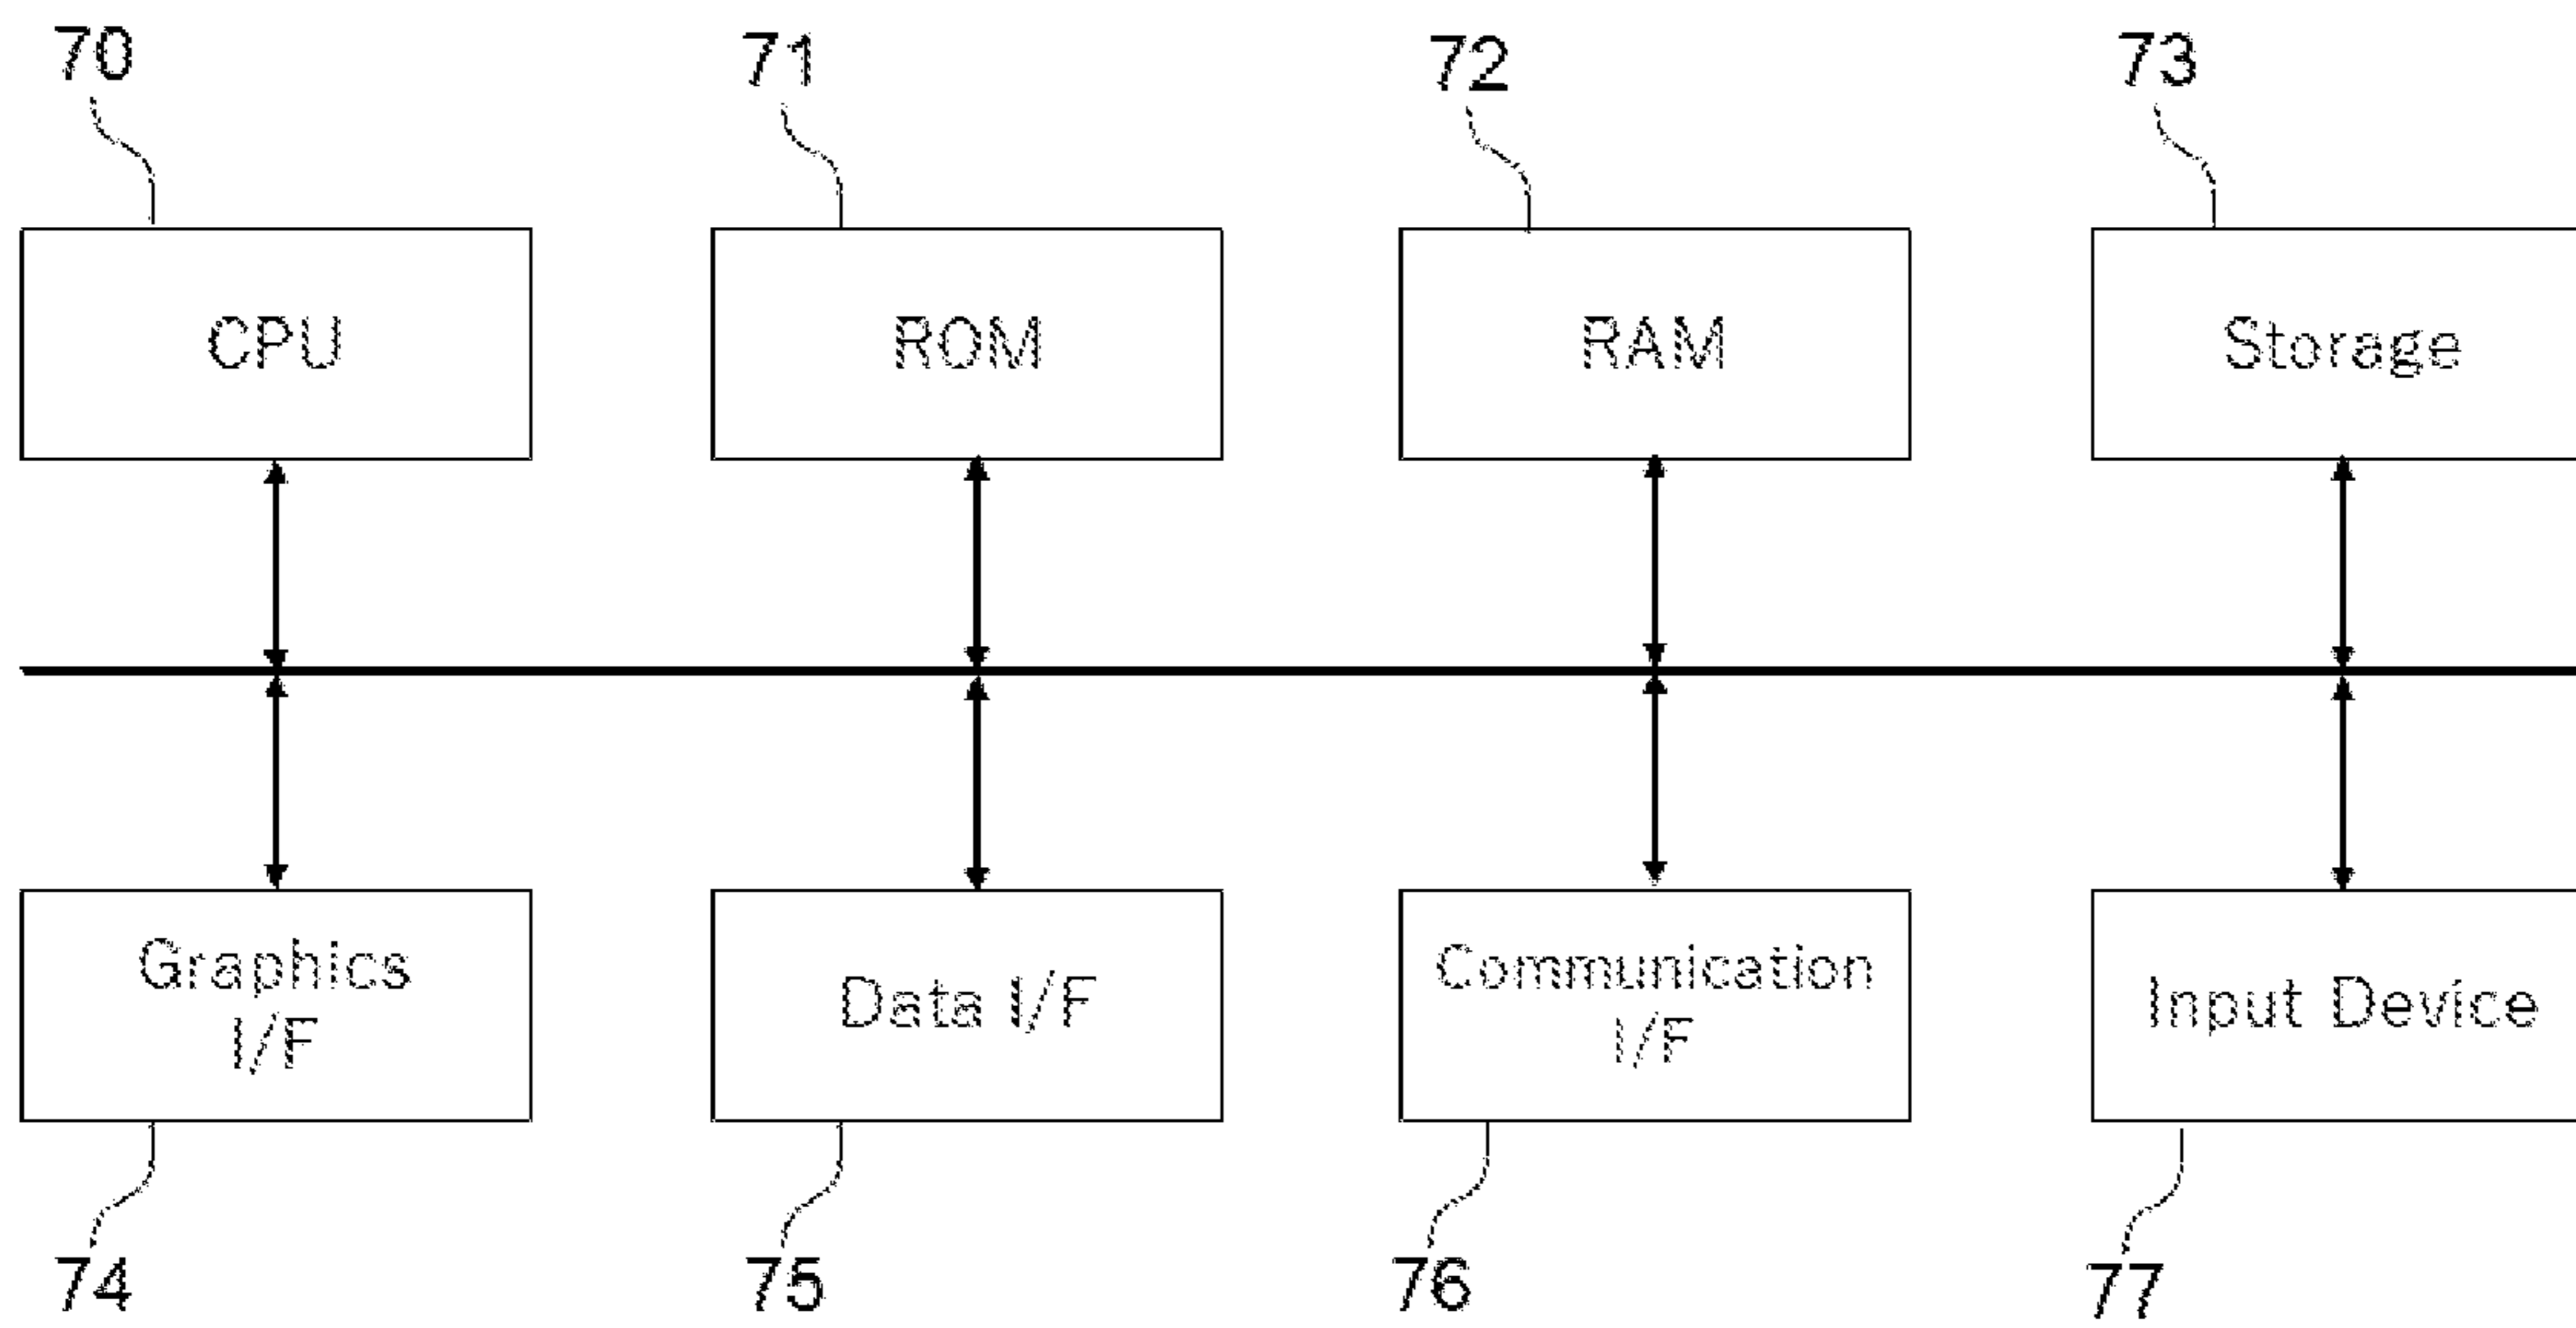 70
71
72
73
CPU
ROM
RAM
Storage
Graphics
I/F
Data I/F
Communication
I/F
Input Device
74
75
76
77